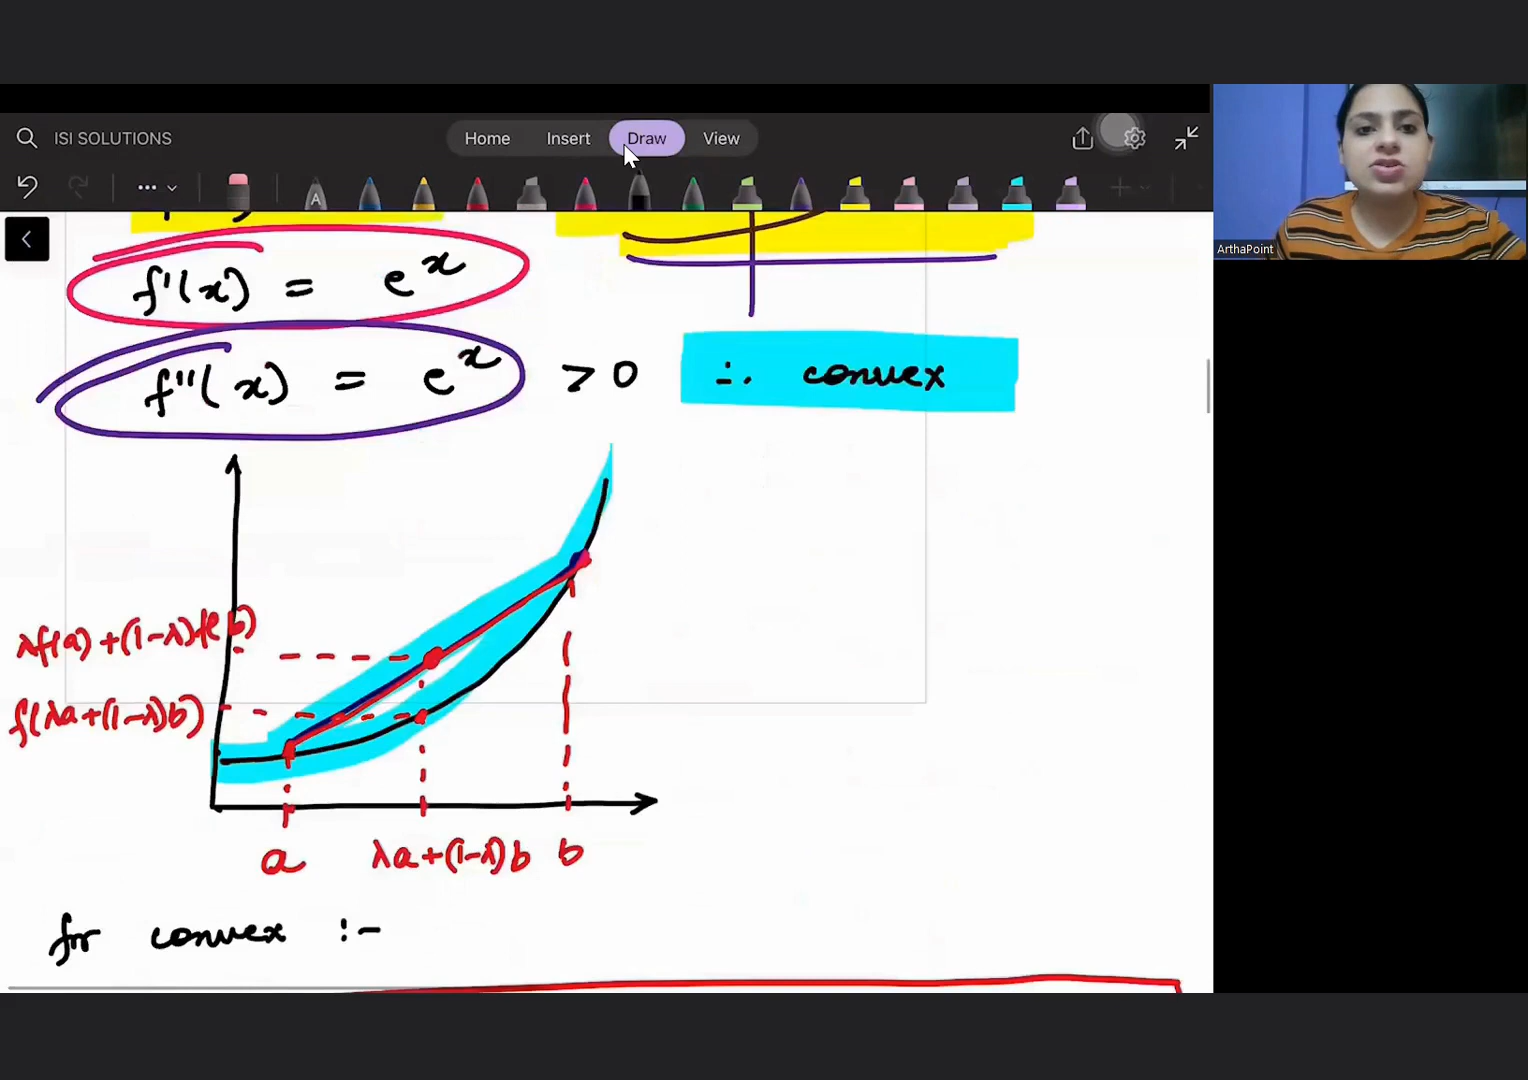 ISI SOLUTIONS
Home Insert Draw View
A
ArthaPoint
f'(x) = e^x
f''(x) = e^x > 0 ∴ convex
λf(a) + (1-λ)f(b)
f(λa+(1-λ)b)
a λa+(1-λ)b b
for convex :-